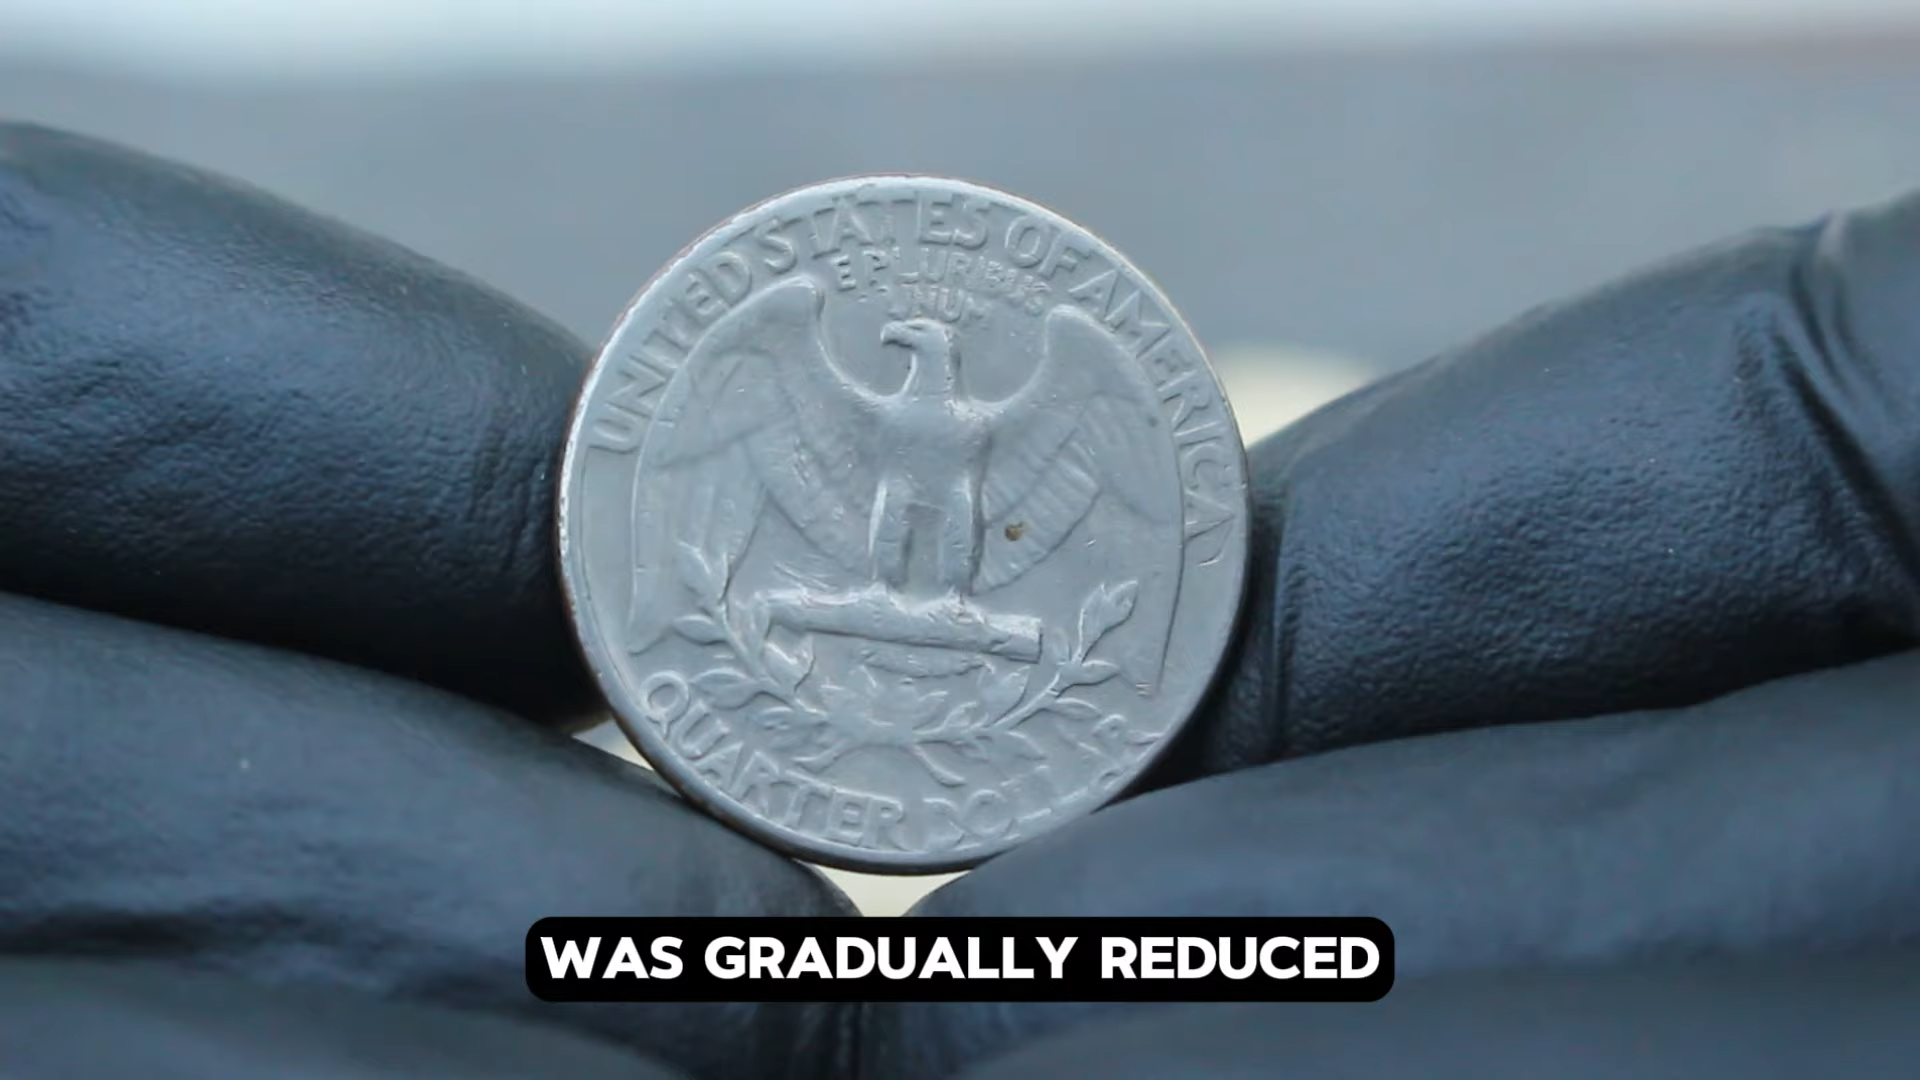 UNITED STATES OF AMERICA
E PLURIBUS
UNUM
QUARTER DOLLAR
WAS GRADUALLY REDUCED